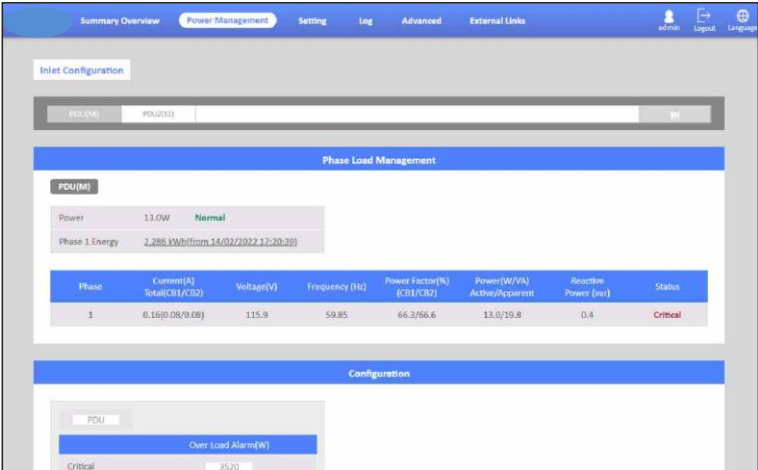 Summary Overview Power Management Setting Log Advanced External Links admin Logout Language
Inlet Configuration
PDU(M) PDU2(S1)
Phase Load Management
PDU(M)
Power 13.0W Normal
Phase 1 Energy 2.286 kWh(from 14/02/2022 17:20:39)
Phase Current(A) Total(CB1/CB2) Voltage(V) Frequency (Hz) Power Factor(%) (CB1/CB2) Power(W/VA) Active/Apparent Reactive Power (var) Status
1 0.16(0.08/0.08) 115.9 59.85 66.3/66.6 13.0/19.8 0.4 Critical
Configuration
PDU
Over Load Alarm(W)
Critical 3520